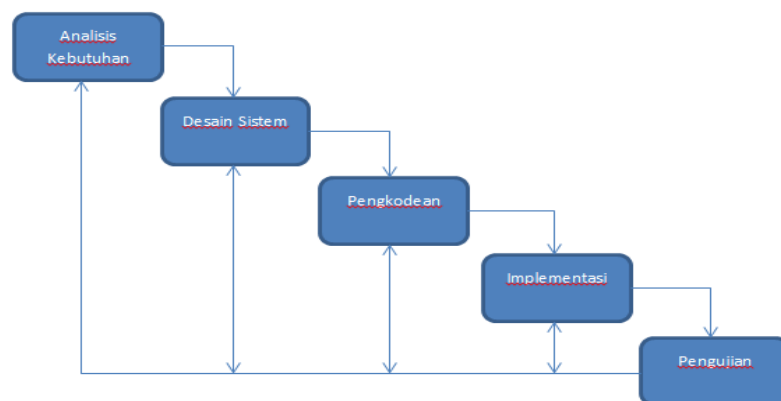 Analisis
Kebutuhan
Desain Sistem
Pengkodean
Implementasi
Pengujian